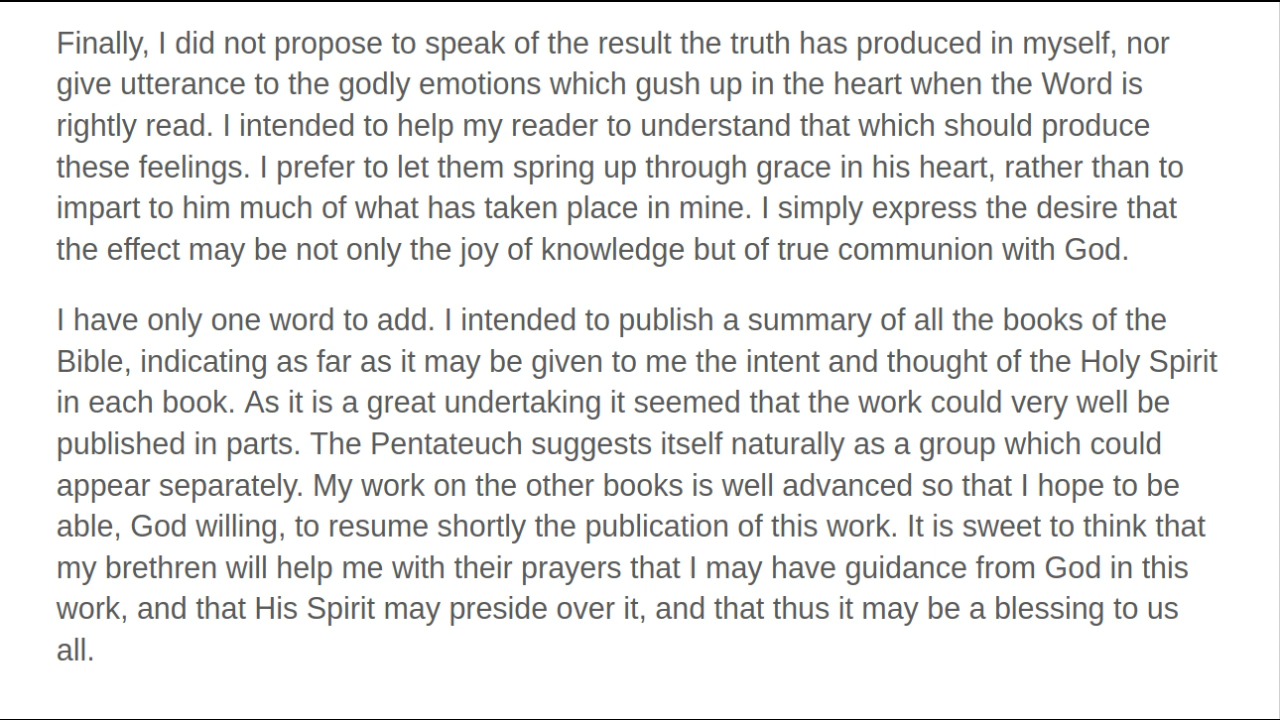 Finally, I did not propose to speak of the result the truth has produced in myself, nor
give utterance to the godly emotions which gush up in the heart when the Word is
rightly read. I intended to help my reader to understand that which should produce
these feelings. I prefer to let them spring up through grace in his heart, rather than to
impart to him much of what has taken place in mine. I simply express the desire that
the effect may be not only the joy of knowledge but of true communion with God.
I have only one word to add. I intended to publish a summary of all the books of the
Bible, indicating as far as it may be given to me the intent and thought of the Holy Spirit
in each book. As it is a great undertaking it seemed that the work could very well be
published in parts. The Pentateuch suggests itself naturally as a group which could
appear separately. My work on the other books is well advanced so that I hope to be
able, God willing, to resume shortly the publication of this work. It is sweet to think that
my brethren will help me with their prayers that I may have guidance from God in this
work, and that His Spirit may preside over it, and that thus it may be a blessing to us
all.